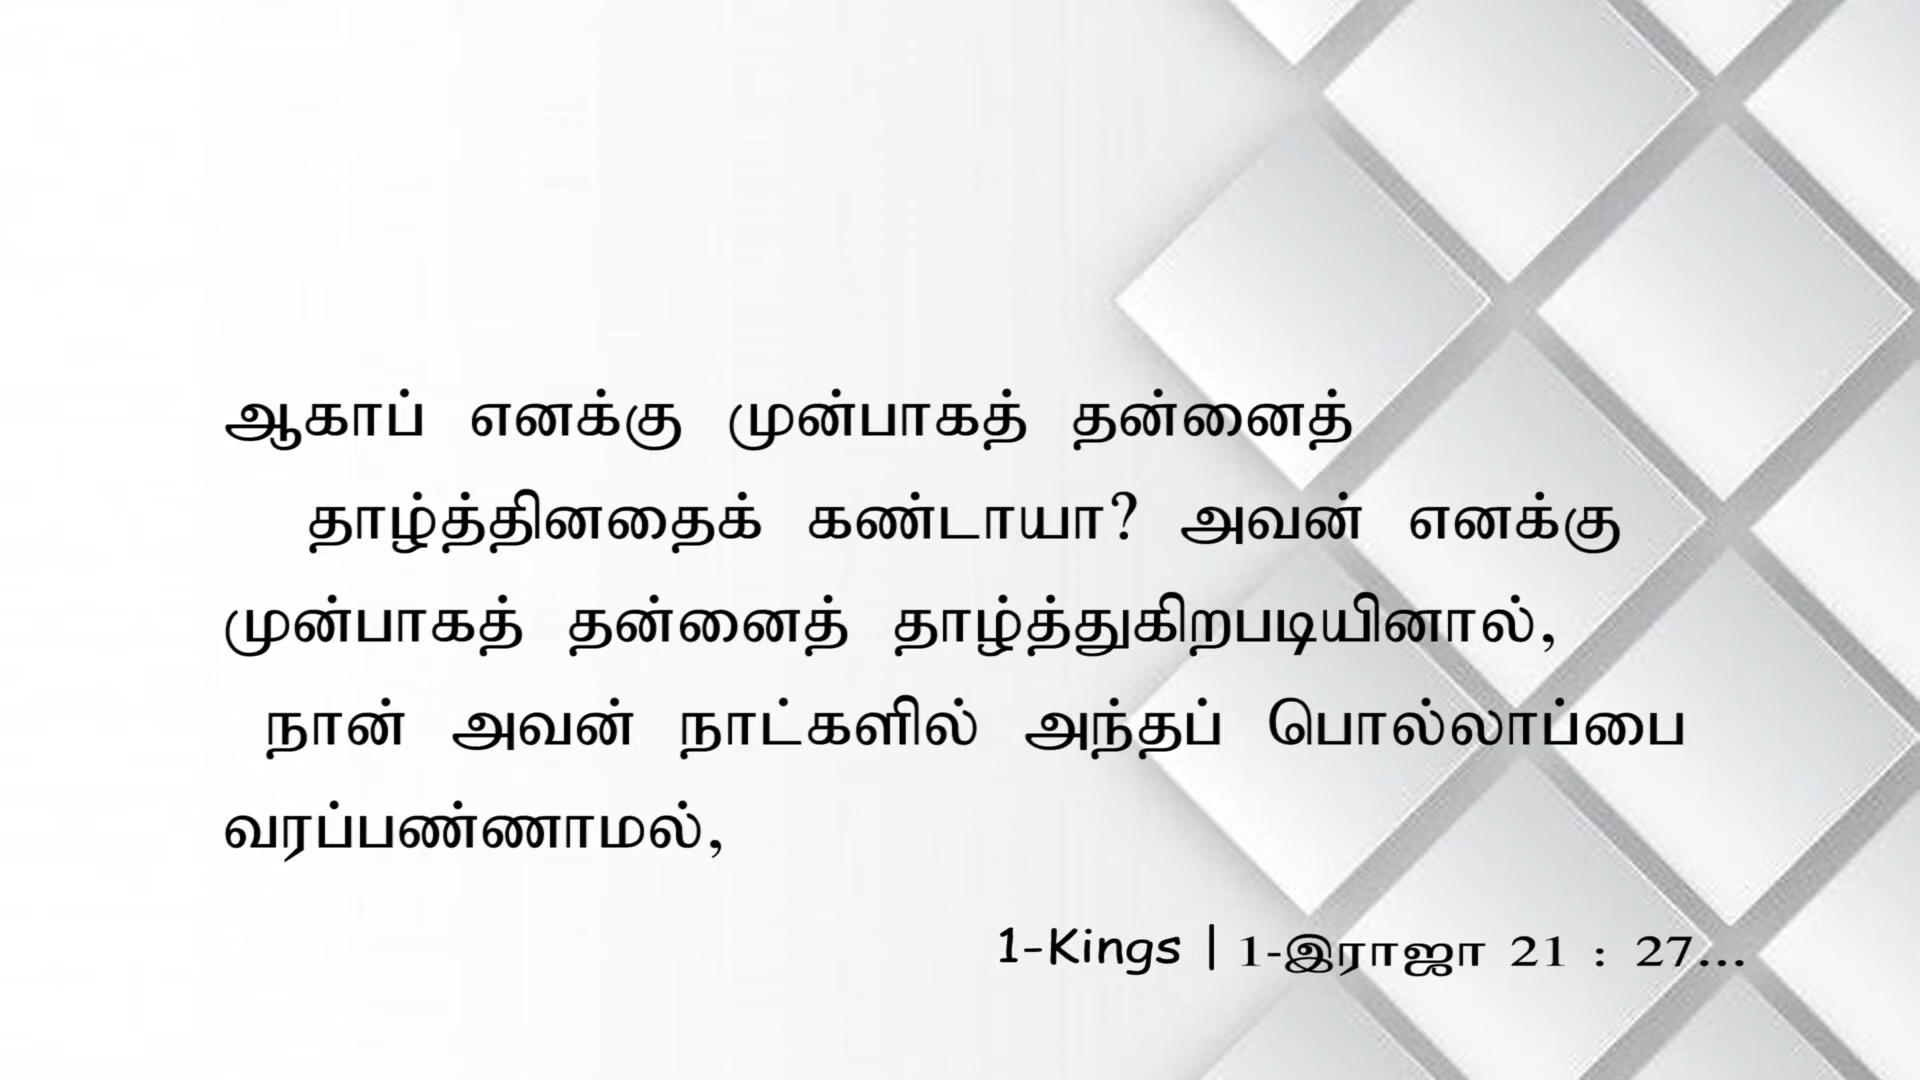 ஆகாப் எனக்கு முன்பாகத் தன்னைத்
தாழ்த்தினதைக் கண்டாயா? அவன் எனக்கு
முன்பாகத் தன்னைத் தாழ்த்துகிறபடியினால்,
நான் அவன் நாட்களில் அந்தப் பொல்லாப்பை
வரப்பண்ணாமல்,
1-Kings | 1-இராஜா 21 : 27...